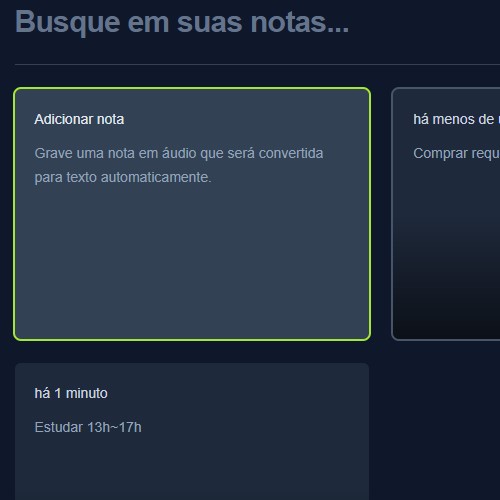 Busque em suas notas...
Adicionar nota
Grave uma nota em áudio que será convertida
para texto automaticamente.
há menos de
Comprar
há 1 minuto
Estudar 13h~17h